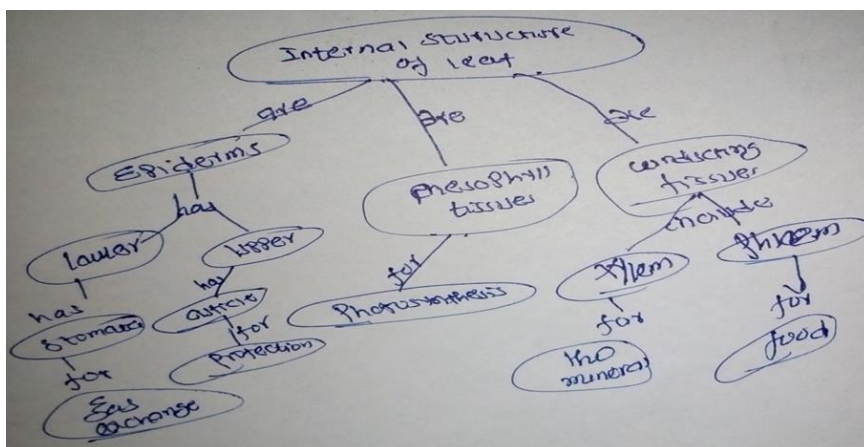 Internal structure
of leaf
are
are
are
Epiderms
mesophyll
tissues
conducting
tissues
has
include
lower
upper
xylem
phloem
has
has
for
for
for
stomata
cuticle
Photosynthesis
for
for
H2O
mineral
food
Protection
gas
exchange